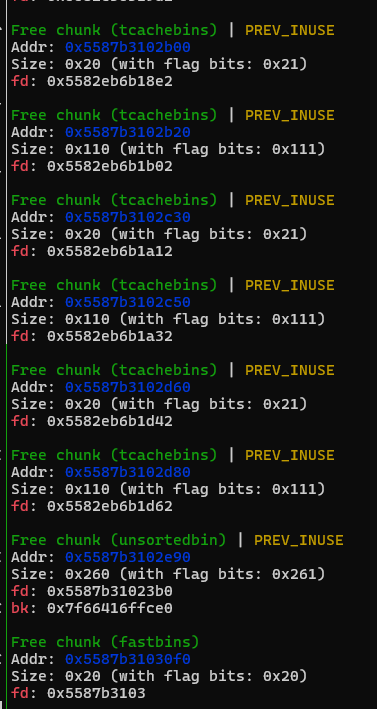 Free chunk (tcachebins) | PREV_INUSE
Addr: 0x5587b3102b00
Size: 0x20 (with flag bits: 0x21)
fd: 0x5582eb6b18e2
Free chunk (tcachebins) | PREV_INUSE
Addr: 0x5587b3102b20
Size: 0x110 (with flag bits: 0x111)
fd: 0x5582eb6b1b02
Free chunk (tcachebins) | PREV_INUSE
Addr: 0x5587b3102c30
Size: 0x20 (with flag bits: 0x21)
fd: 0x5582eb6b1a12
Free chunk (tcachebins) | PREV_INUSE
Addr: 0x5587b3102c50
Size: 0x110 (with flag bits: 0x111)
fd: 0x5582eb6b1a32
Free chunk (tcachebins) | PREV_INUSE
Addr: 0x5587b3102d60
Size: 0x20 (with flag bits: 0x21)
fd: 0x5582eb6b1d42
Free chunk (tcachebins) | PREV_INUSE
Addr: 0x5587b3102d80
Size: 0x110 (with flag bits: 0x111)
fd: 0x5582eb6b1d62
Free chunk (unsortedbin) | PREV_INUSE
Addr: 0x5587b3102e90
Size: 0x260 (with flag bits: 0x261)
fd: 0x5587b31023b0
bk: 0x7f66416ffce0
Free chunk (fastbins)
Addr: 0x5587b31030f0
Size: 0x20 (with flag bits: 0x20)
fd: 0x5587b3103